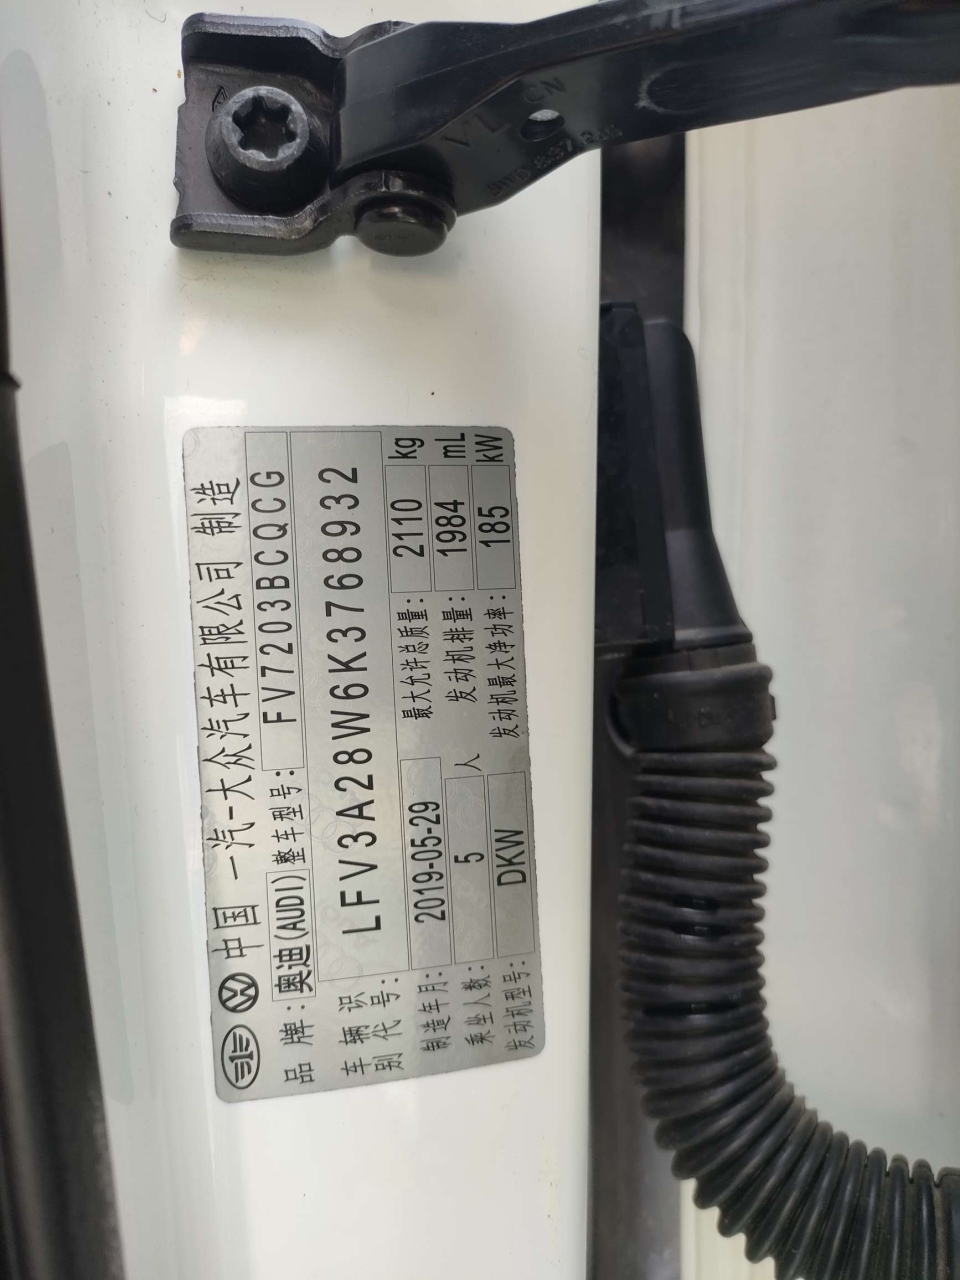 VL CN
中国 一汽-大众汽车有限公司 制造
品牌: 奥迪(AUDI) 整车型号: FV7203BCQCG
车辆识别代号: LFV3A28W6K3768932
制造年月: 2019-05-29 最大允许总质量: 2110 kg
乘坐人数: 5 人 发动机排量: 1984 mL
发动机型号: DKW 发动机最大净功率: 185 kW